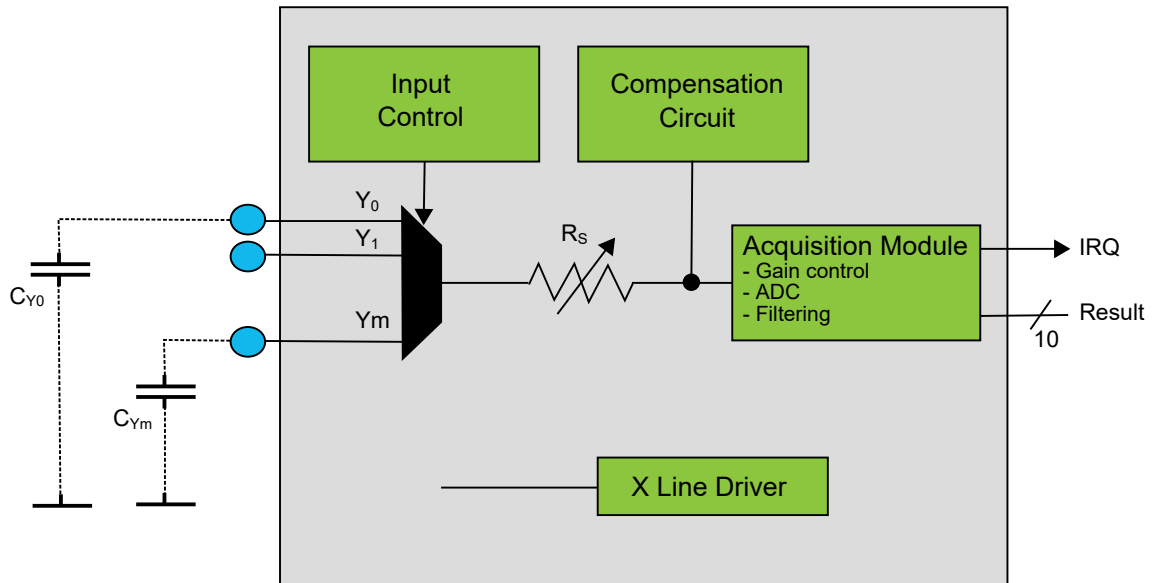 Input
Control
Compensation
Circuit
Y0
Y1
Ym
RS
Acquisition Module
- Gain control
- ADC
- Filtering
IRQ
Result
10
CY0
CYm
X Line Driver